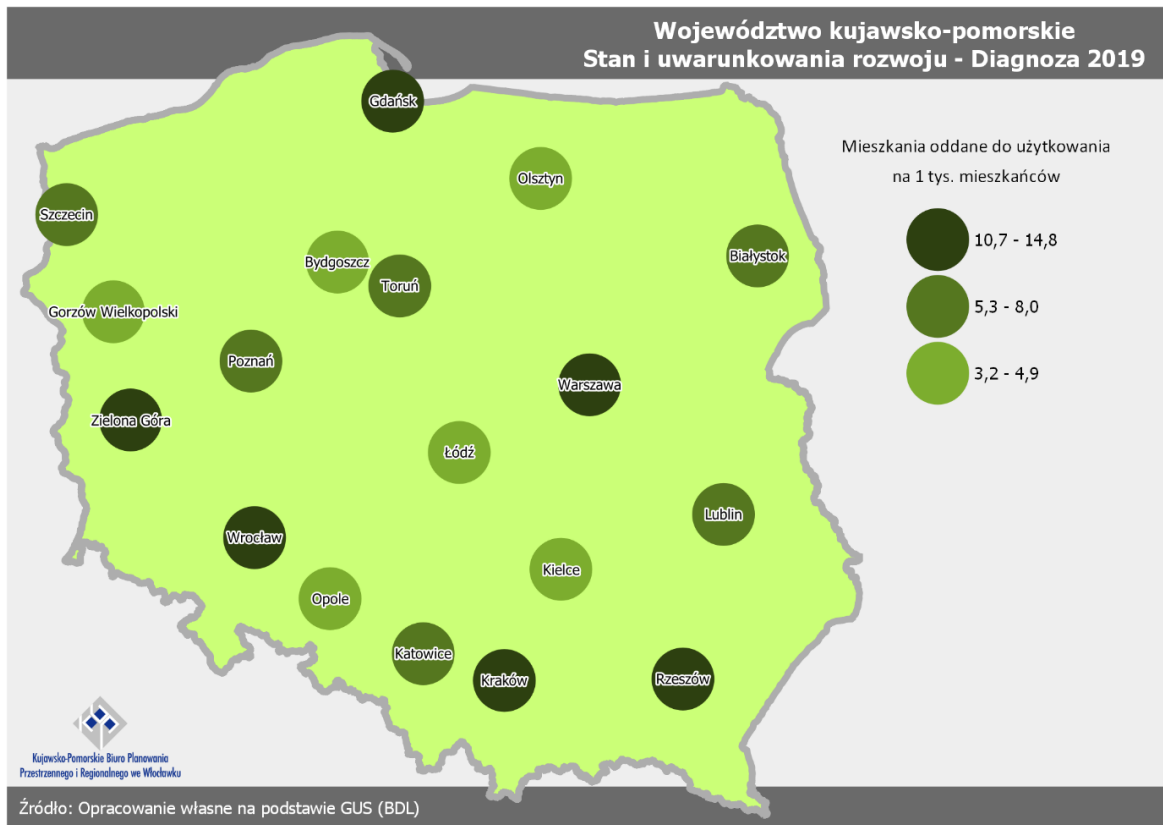 Województwo kujawsko-pomorskie
Stan i uwarunkowania rozwoju - Diagnoza 2019
Gdańsk
Mieszkania oddane do użytkowania
na 1 tys. mieszkańców
10,7 - 14,8
5,3 - 8,0
3,2 - 4,9
Olsztyn
Szczecin
Białystok
Bydgoszcz
Toruń
Gorzów Wielkopolski
Poznań
Warszawa
Zielona Góra
Łódź
Lublin
Wrocław
Kielce
Opole
Katowice
Kraków
Rzeszów
Kujawsko-Pomorskie Biuro Planowania
Przestrzennego i Regionalnego we Włocławku
Źródło: Opracowanie własne na podstawie GUS (BDL)